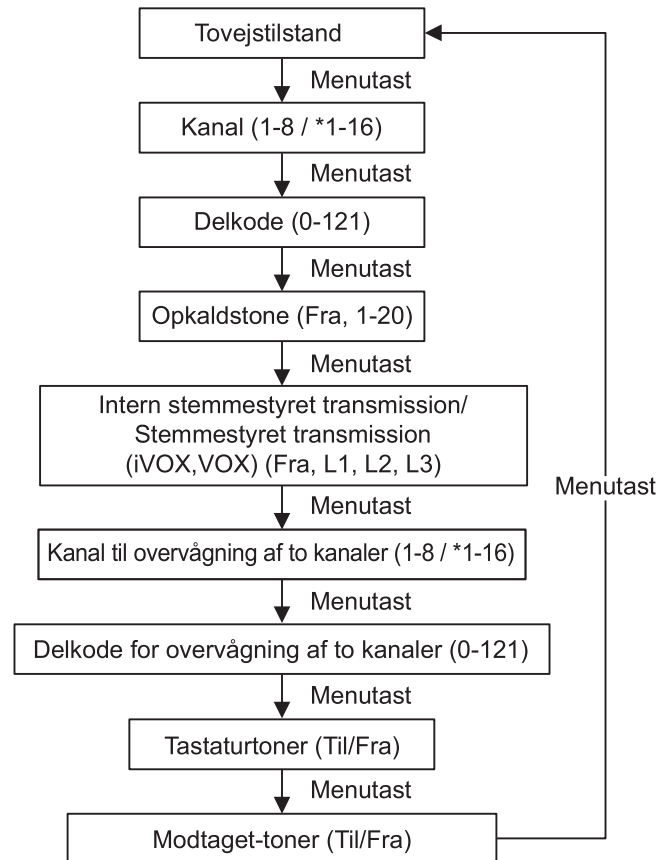 Tovejstilstand
Menutast
Kanal (1-8 / *1-16)
Menutast
Delkode (0-121)
Menutast
Opkaldstone (Fra, 1-20)
Menutast
Intern stemmestyret transmission/
Stemmestyret transmission
(iVOX,VOX) (Fra, L1, L2, L3)
Menutast
Menutast
Kanal til overvågning af to kanaler (1-8 / *1-16)
Menutast
Delkode for overvågning af to kanaler (0-121)
Menutast
Tastaturtoner (Til/Fra)
Menutast
Modtaget-toner (Til/Fra)